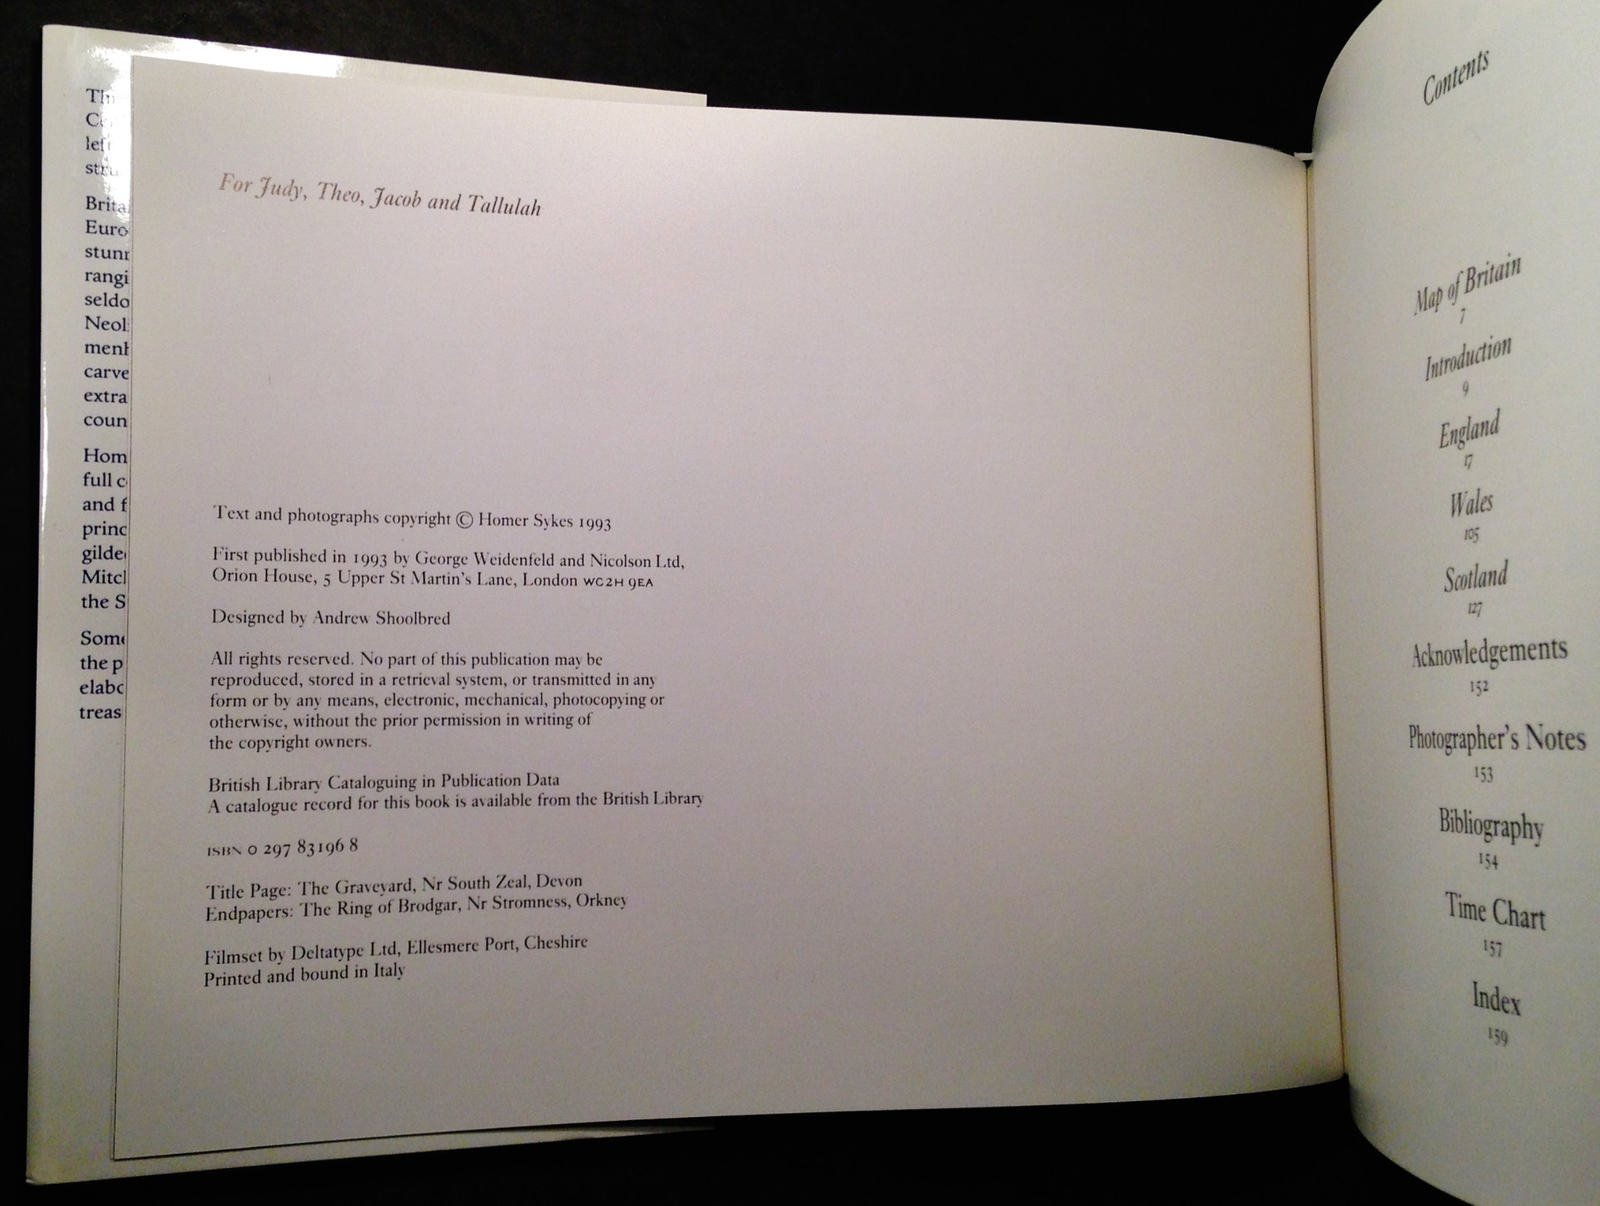 For Judy, Theo, Jacob and Tallulah
Text and photographs copyright © Homer Sykes 1993
First published in 1993 by George Weidenfeld and Nicolson Ltd,
Orion House, 5 Upper St Martin's Lane, London WC2H 9EA
Designed by Andrew Shoolbred
All rights reserved. No part of this publication may be
reproduced, stored in a retrieval system, or transmitted in any
form or by any means, electronic, mechanical, photocopying or
otherwise, without the prior permission in writing of
the copyright owners.
British Library Cataloguing in Publication Data
A catalogue record for this book is available from the British Library
ISBN 0 297 83196 8
Title Page: The Graveyard, Nr South Zeal, Devon
Endpapers: The Ring of Brodgar, Nr Stromness, Orkney
Filmset by Deltatype Ltd, Ellesmere Port, Cheshire
Printed and bound in Italy
Contents
Map of Britain
7
Introduction
9
England
17
Wales
105
Scotland
127
Acknowledgements
152
Photographer's Notes
153
Bibliography
154
Time Chart
157
Index
159